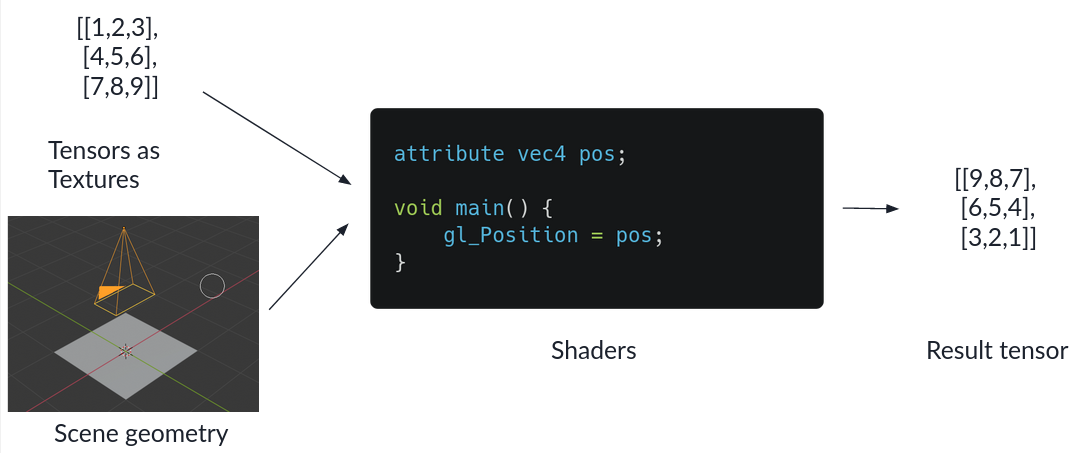 [[1,2,3],
[4,5,6],
[7,8,9]]
Tensors as
Textures
Scene geometry
attribute vec4 pos;
void main() {
gl_Position = pos;
}
Shaders
[[9,8,7],
[6,5,4],
[3,2,1]]
Result tensor